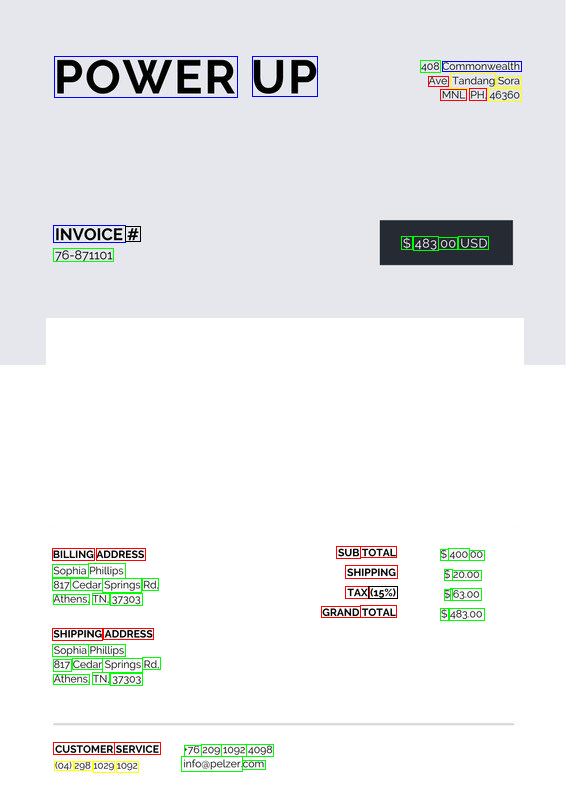 POWER UP
408 Commonwealth
Ave Tandang Sora
MNL, PH, 46360
INVOICE #
76-871101
$ 483.00 USD
BILLING ADDRESS
Sophia Phillips
817 Cedar Springs Rd,
Athens, TN, 37303
SUB TOTAL $ 400.00
SHIPPING $ 20.00
TAX (15%) $ 63.00
GRAND TOTAL $ 483.00
SHIPPING ADDRESS
Sophia Phillips
817 Cedar Springs Rd,
Athens, TN, 37303
CUSTOMER SERVICE
(04) 298 1029 1092
+76 209 1092 4098
info@pelzer.com